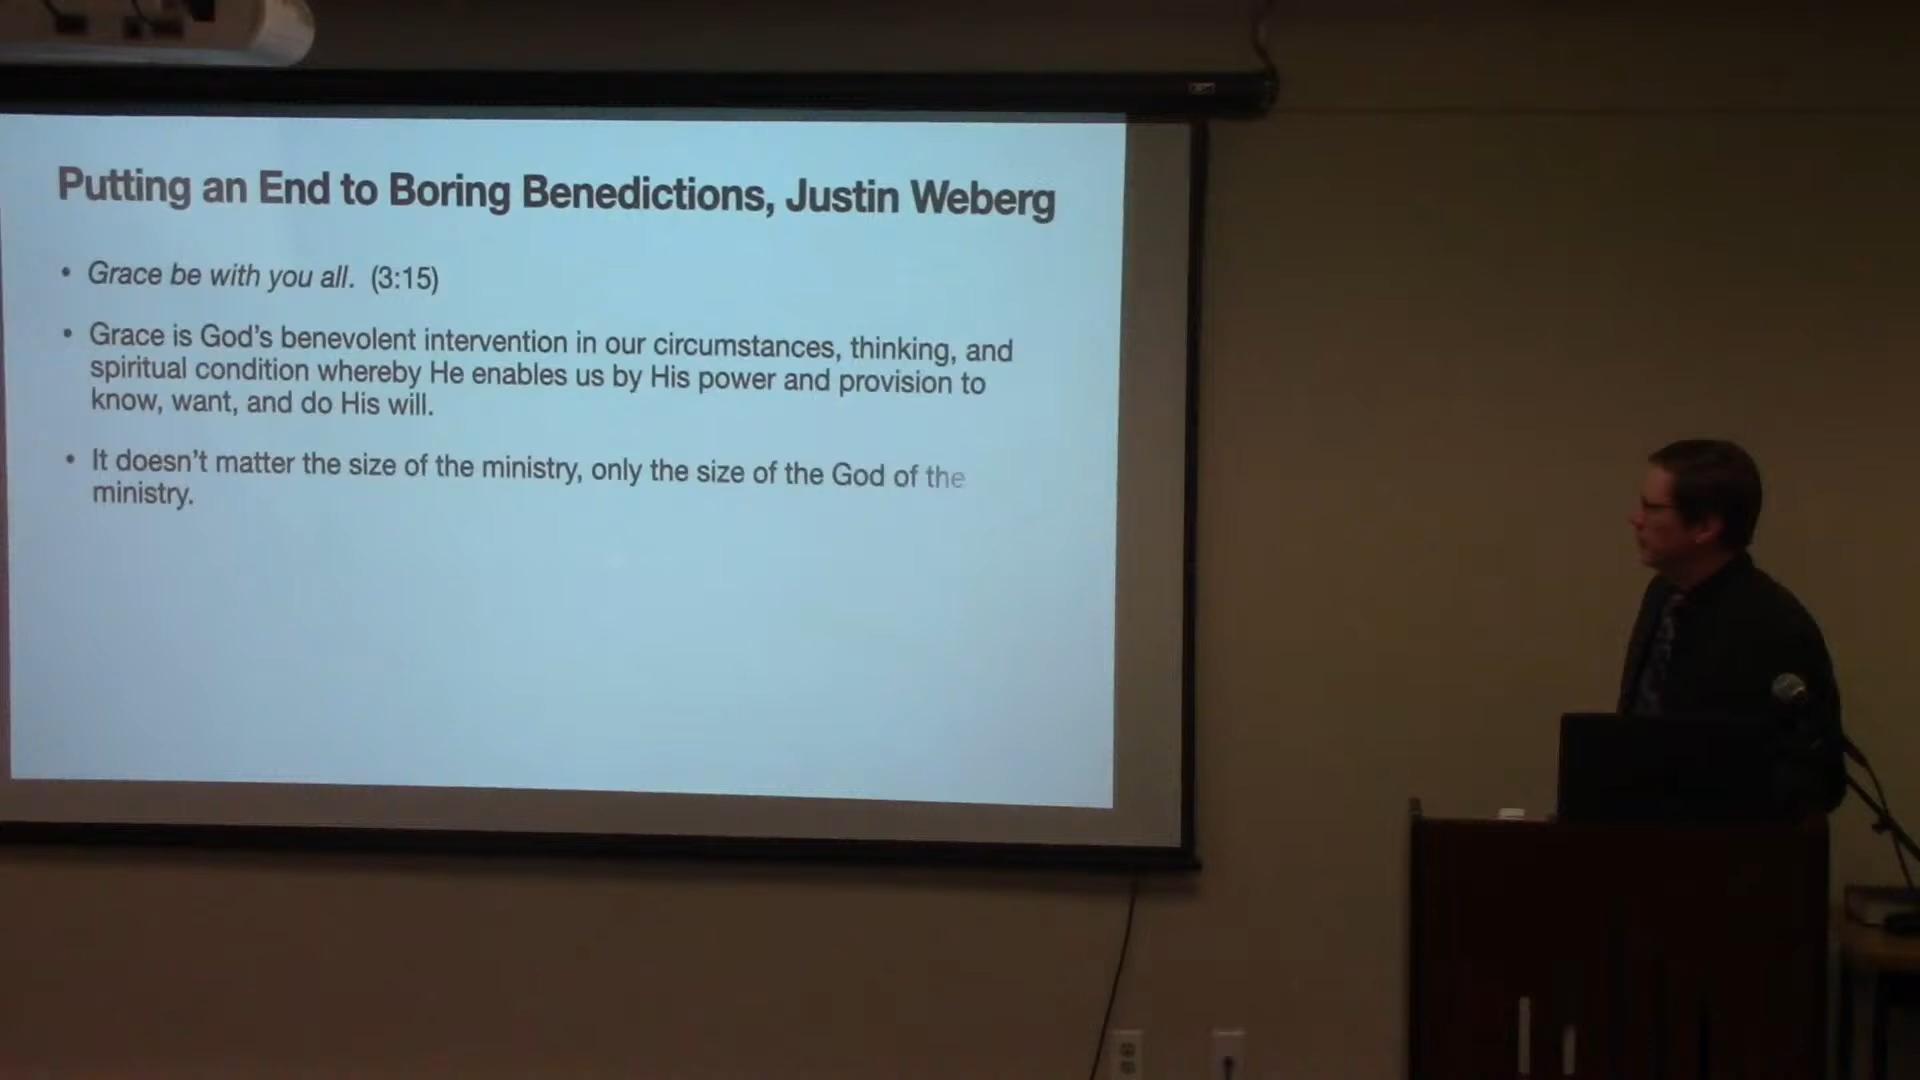 Putting an End to Boring Benedictions, Justin Weberg
• Grace be with you all. (3:15)
• Grace is God's benevolent intervention in our circumstances, thinking, and
spiritual condition whereby He enables us by His power and provision to
know, want, and do His will.
• It doesn't matter the size of the ministry, only the size of the God of the
ministry.